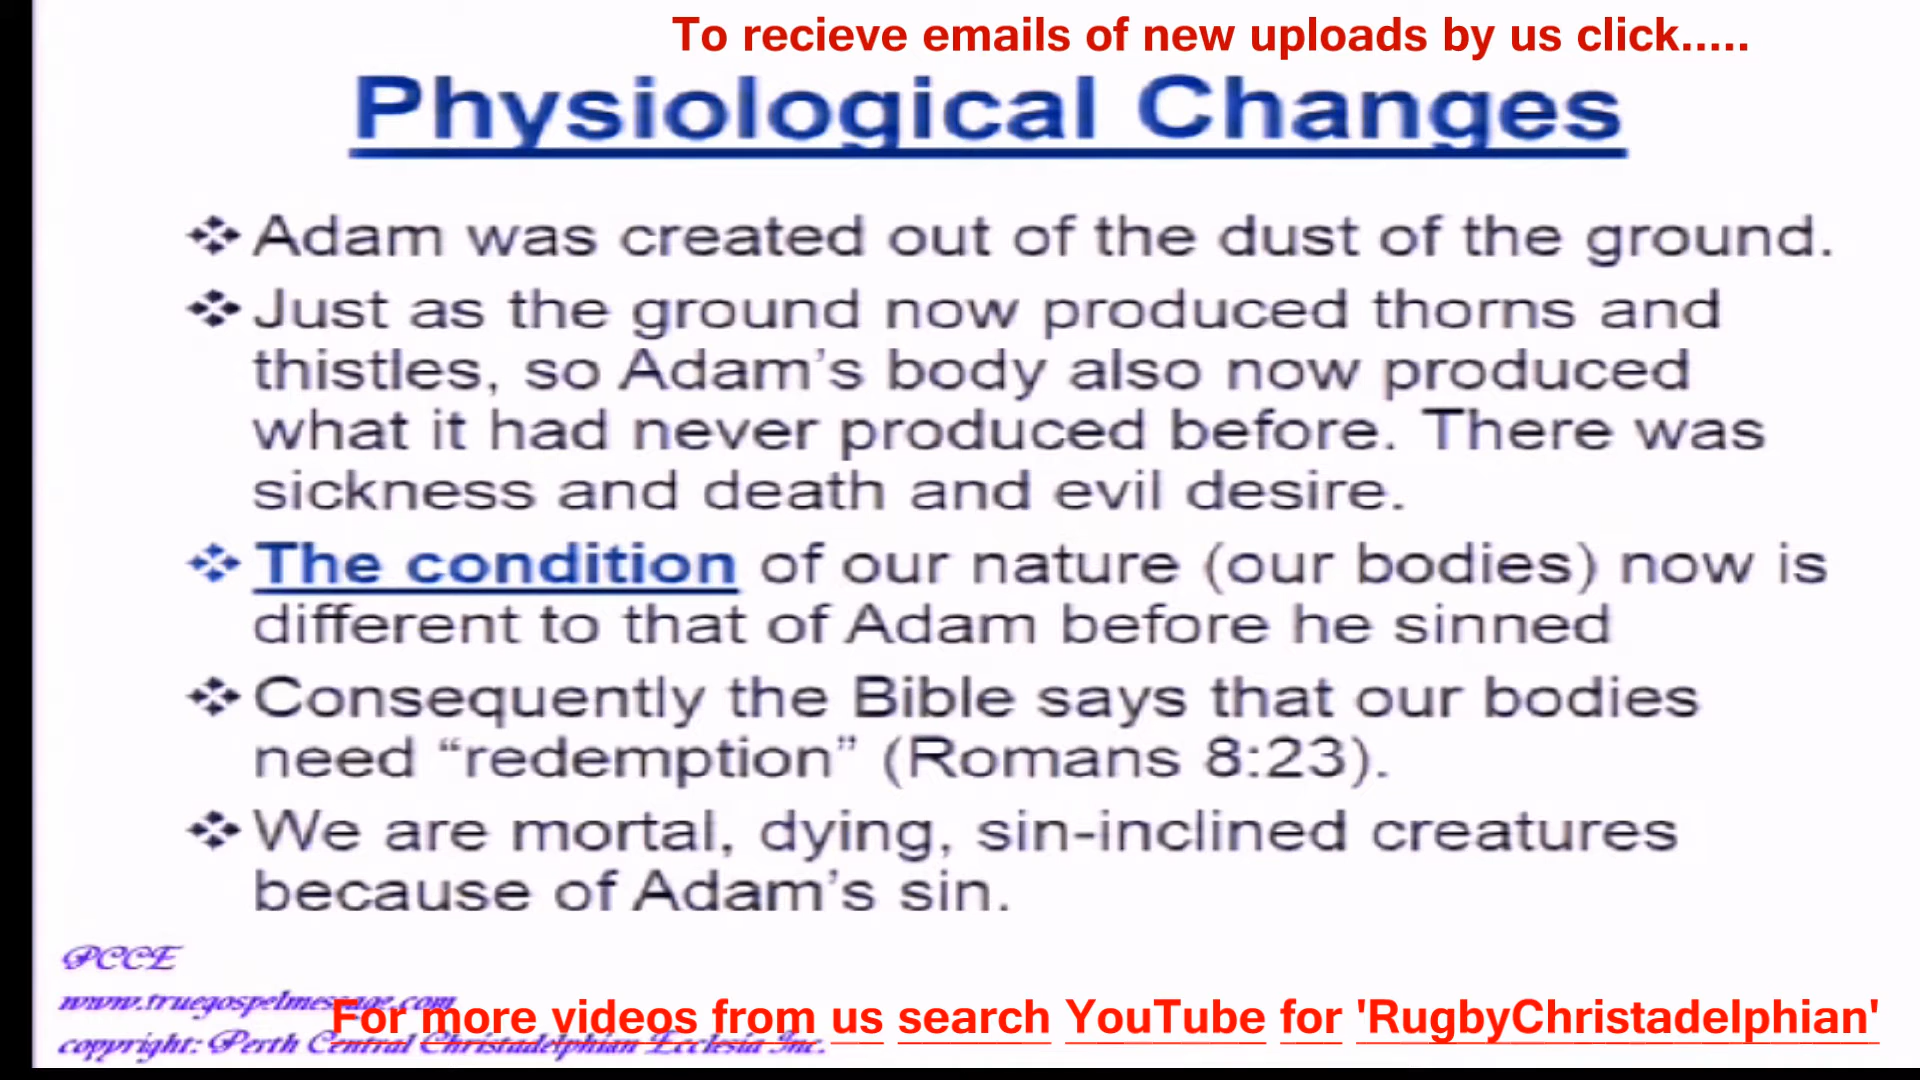 To recieve emails of new uploads by us click.....
Physiological Changes
Adam was created out of the dust of the ground.
Just as the ground now produced thorns and
thistles, so Adam's body also now produced
what it had never produced before. There was
sickness and death and evil desire.
The condition of our nature (our bodies) now is
different to that of Adam before he sinned
Consequently the Bible says that our bodies
need “redemption” (Romans 8:23).
We are mortal, dying, sin-inclined creatures
because of Adam's sin.
PCCE
www.truegospelmessage.com
For more videos from us search YouTube for 'RugbyChristadelphian'
copyright: Perth Central Christadelphian Ecclesia Inc.